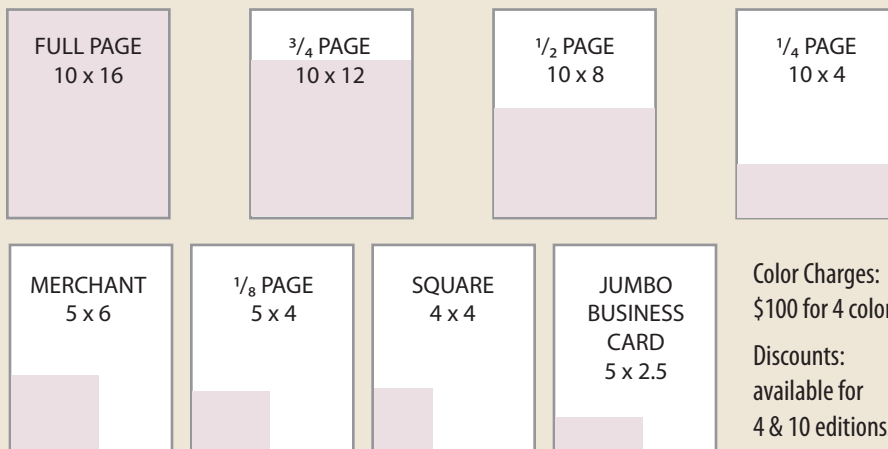 FULL PAGE
10 x 16
³/₄ PAGE
10 x 12
¹/₂ PAGE
10 x 8
¹/₄ PAGE
10 x 4
MERCHANT
5 x 6
¹/₈ PAGE
5 x 4
SQUARE
4 x 4
JUMBO
BUSINESS
CARD
5 x 2.5
Color Charges:
$100 for 4 color
Discounts:
available for
4 & 10 editions